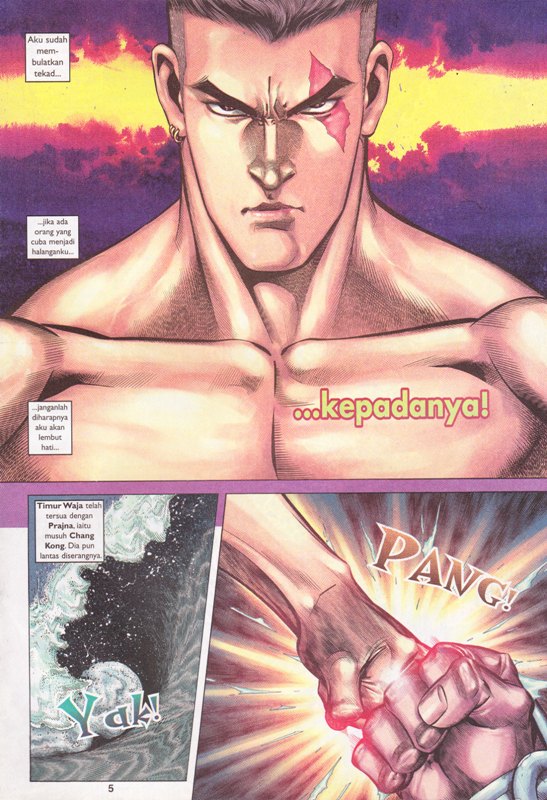 Aku sudah
mem-
bulatkan
tekad...
...jika ada
orang yang
cuba menjadi
halanganku...
...janganlah
diharapnya
aku akan
lembut
hati...
...kepadanya!
Timur Waja telah
tersua dengan
Prajna, iaitu
musuh Chang
Kong. Dia pun
lantas diserangnya.
Yak!
PANG!
5